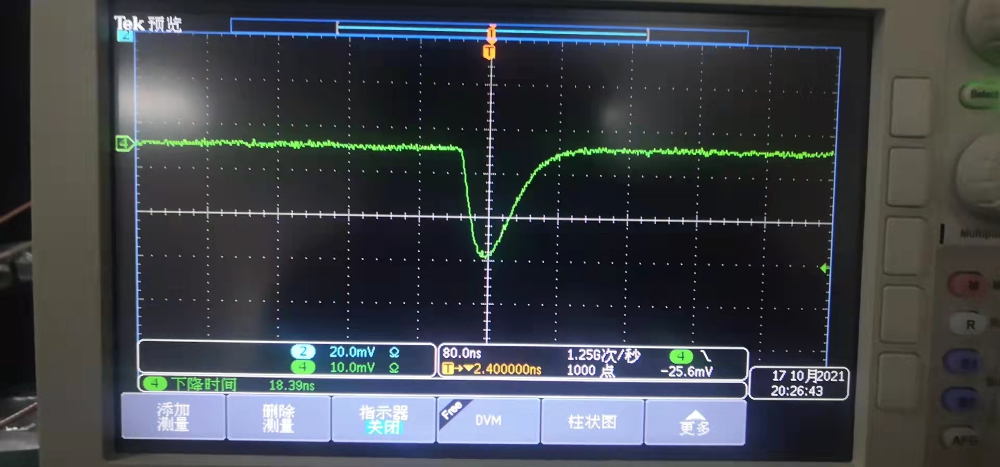 Tek 预览
2
T
T
4
Select
2 20.0mV Ω
4 10.0mV Ω
80.0ns 1.25G次/秒 4
T→▼2.400000ns 1000 点 -25.6mV
4 下降时间 18.39ns
17 10月2021
20:26:43
添加
测量
删除
测量
指示器
关闭
Free
DVM
柱状图
更多
M
R
AFG